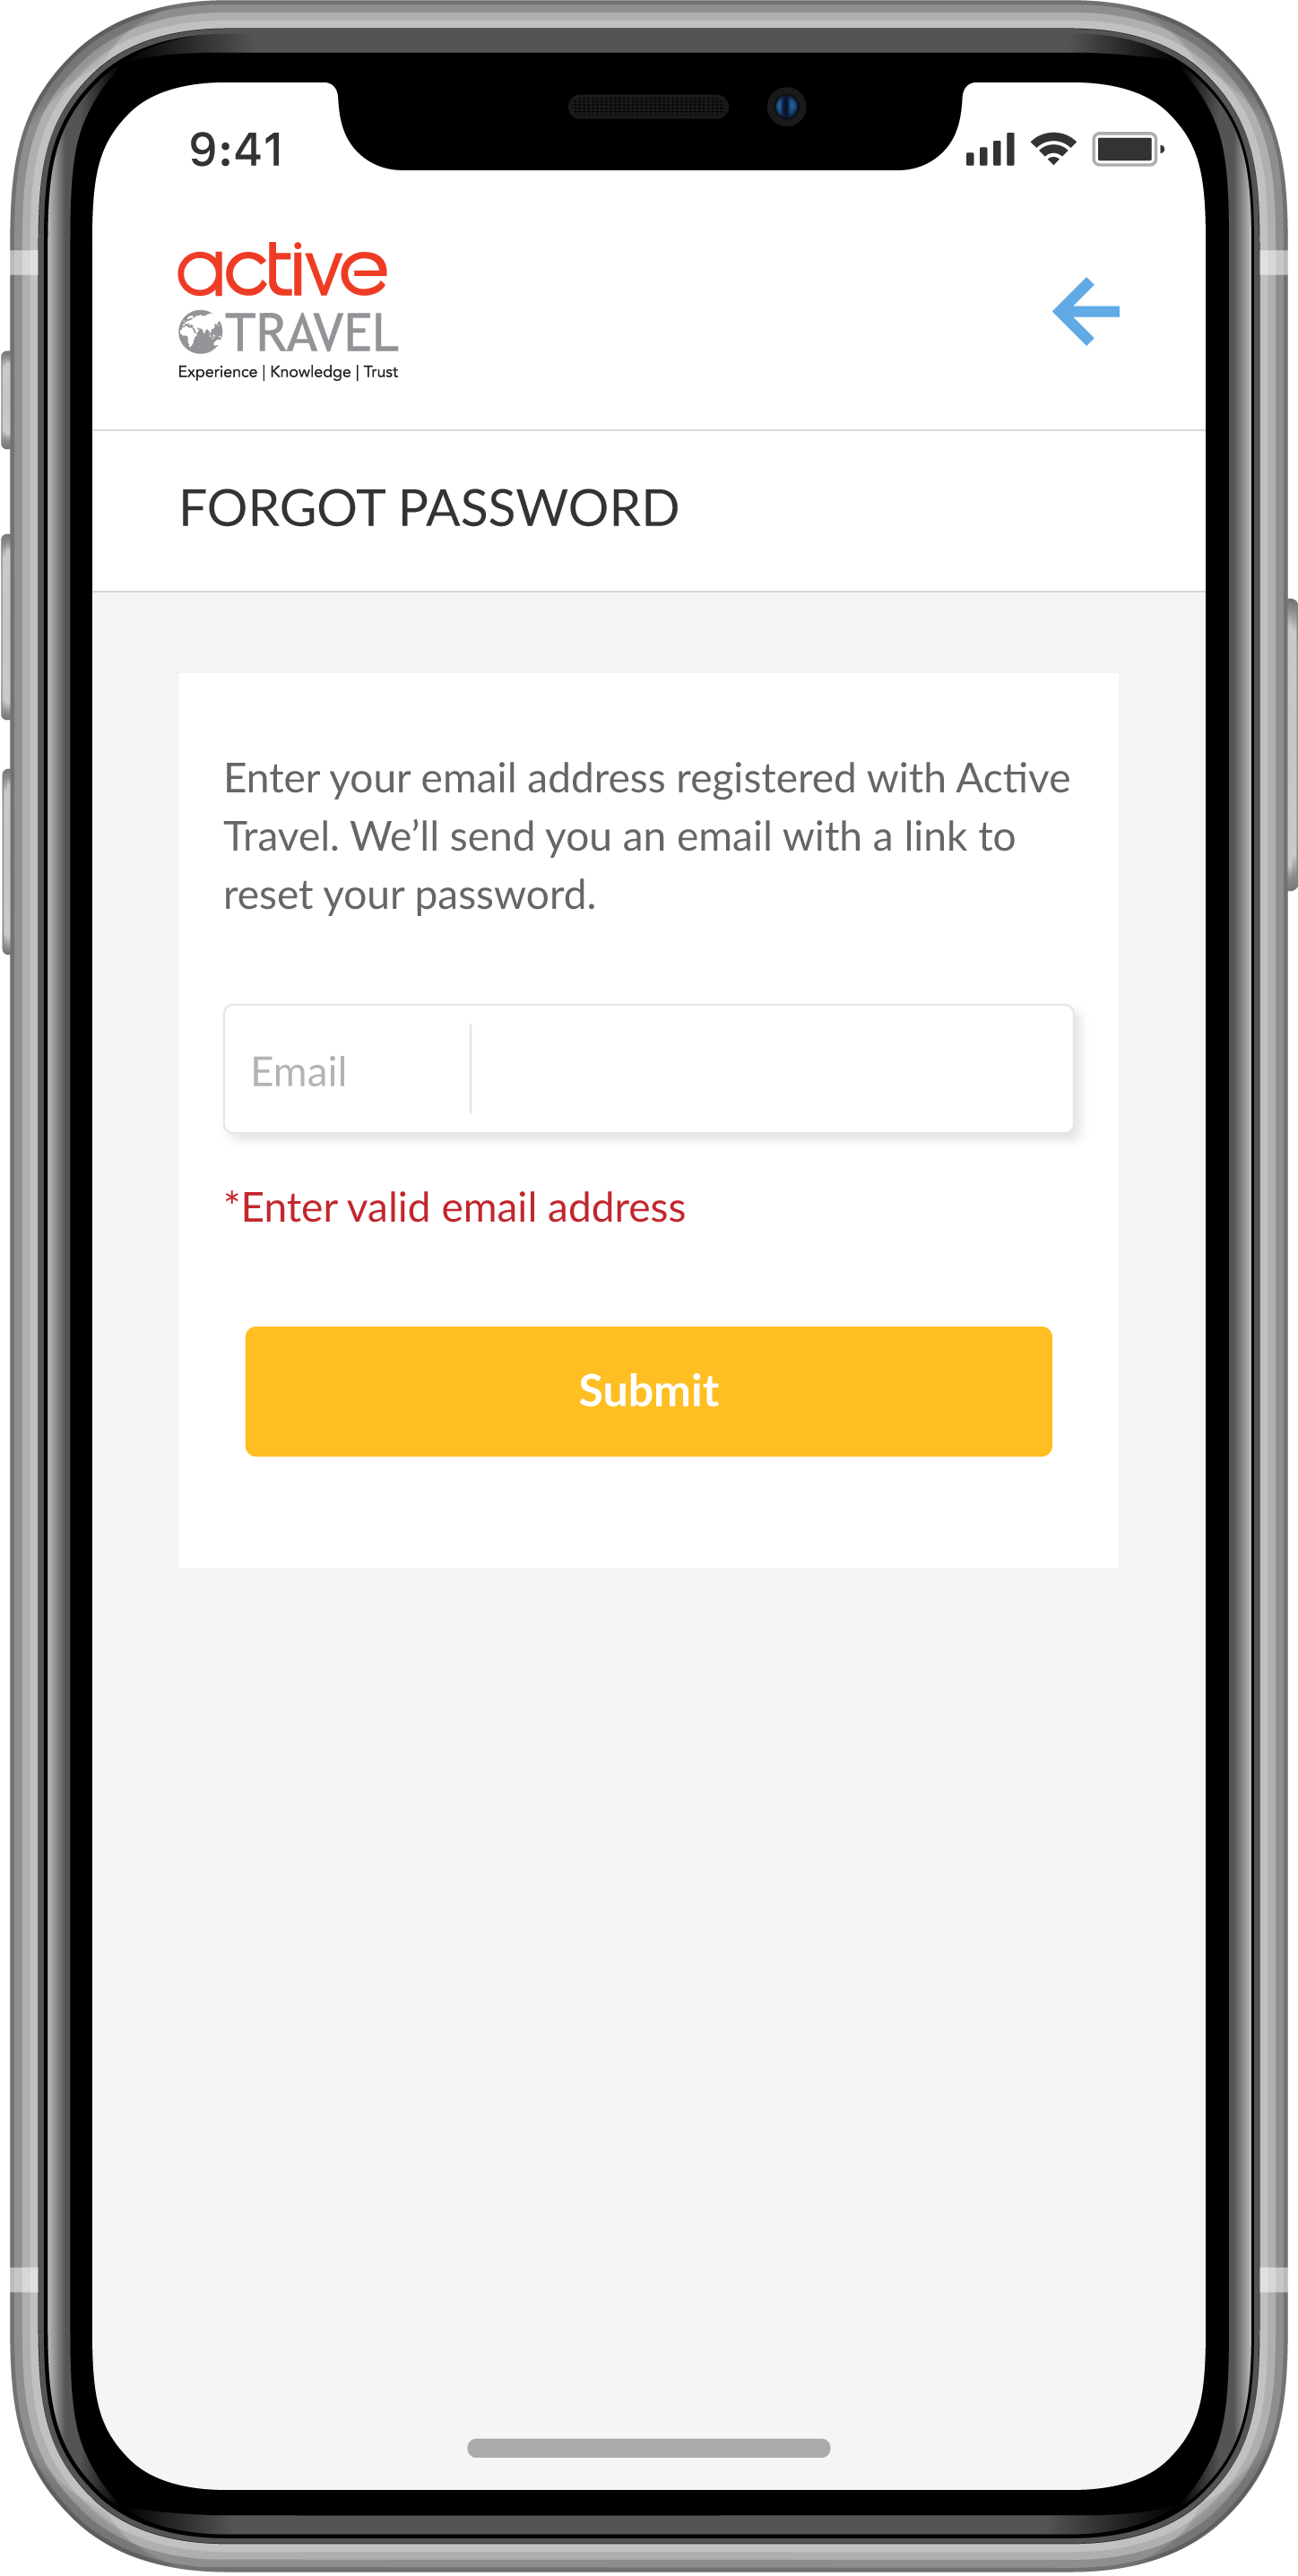 9:41
active
TRAVEL
Experience | Knowledge | Trust
FORGOT PASSWORD
Enter your email address registered with Active
Travel. We’ll send you an email with a link to
reset your password.
Email
*Enter valid email address
Submit